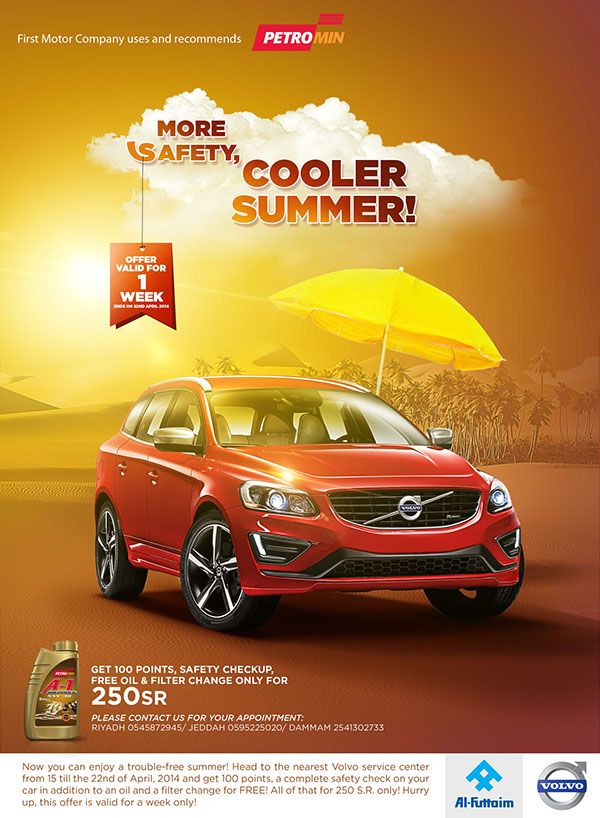 First Motor Company uses and recommends PETROMIN
MORE
SAFETY,
COOLER
SUMMER!
OFFER
VALID FOR
1
WEEK
ENDS ON 22ND APRIL 2014
VOLVO
PETROMIN
A-1
GET 100 POINTS, SAFETY CHECKUP,
FREE OIL & FILTER CHANGE ONLY FOR
250SR
PLEASE CONTACT US FOR YOUR APPOINTMENT:
RIYADH 0545872945/ JEDDAH 0595225020/ DAMMAM 2541302733
Now you can enjoy a trouble-free summer! Head to the nearest Volvo service center
from 15 till the 22nd of April, 2014 and get 100 points, a complete safety check on your
car in addition to an oil and a filter change for FREE! All of that for 250 S.R. only! Hurry
up, this offer is valid for a week only!
Al-Futtaim
VOLVO